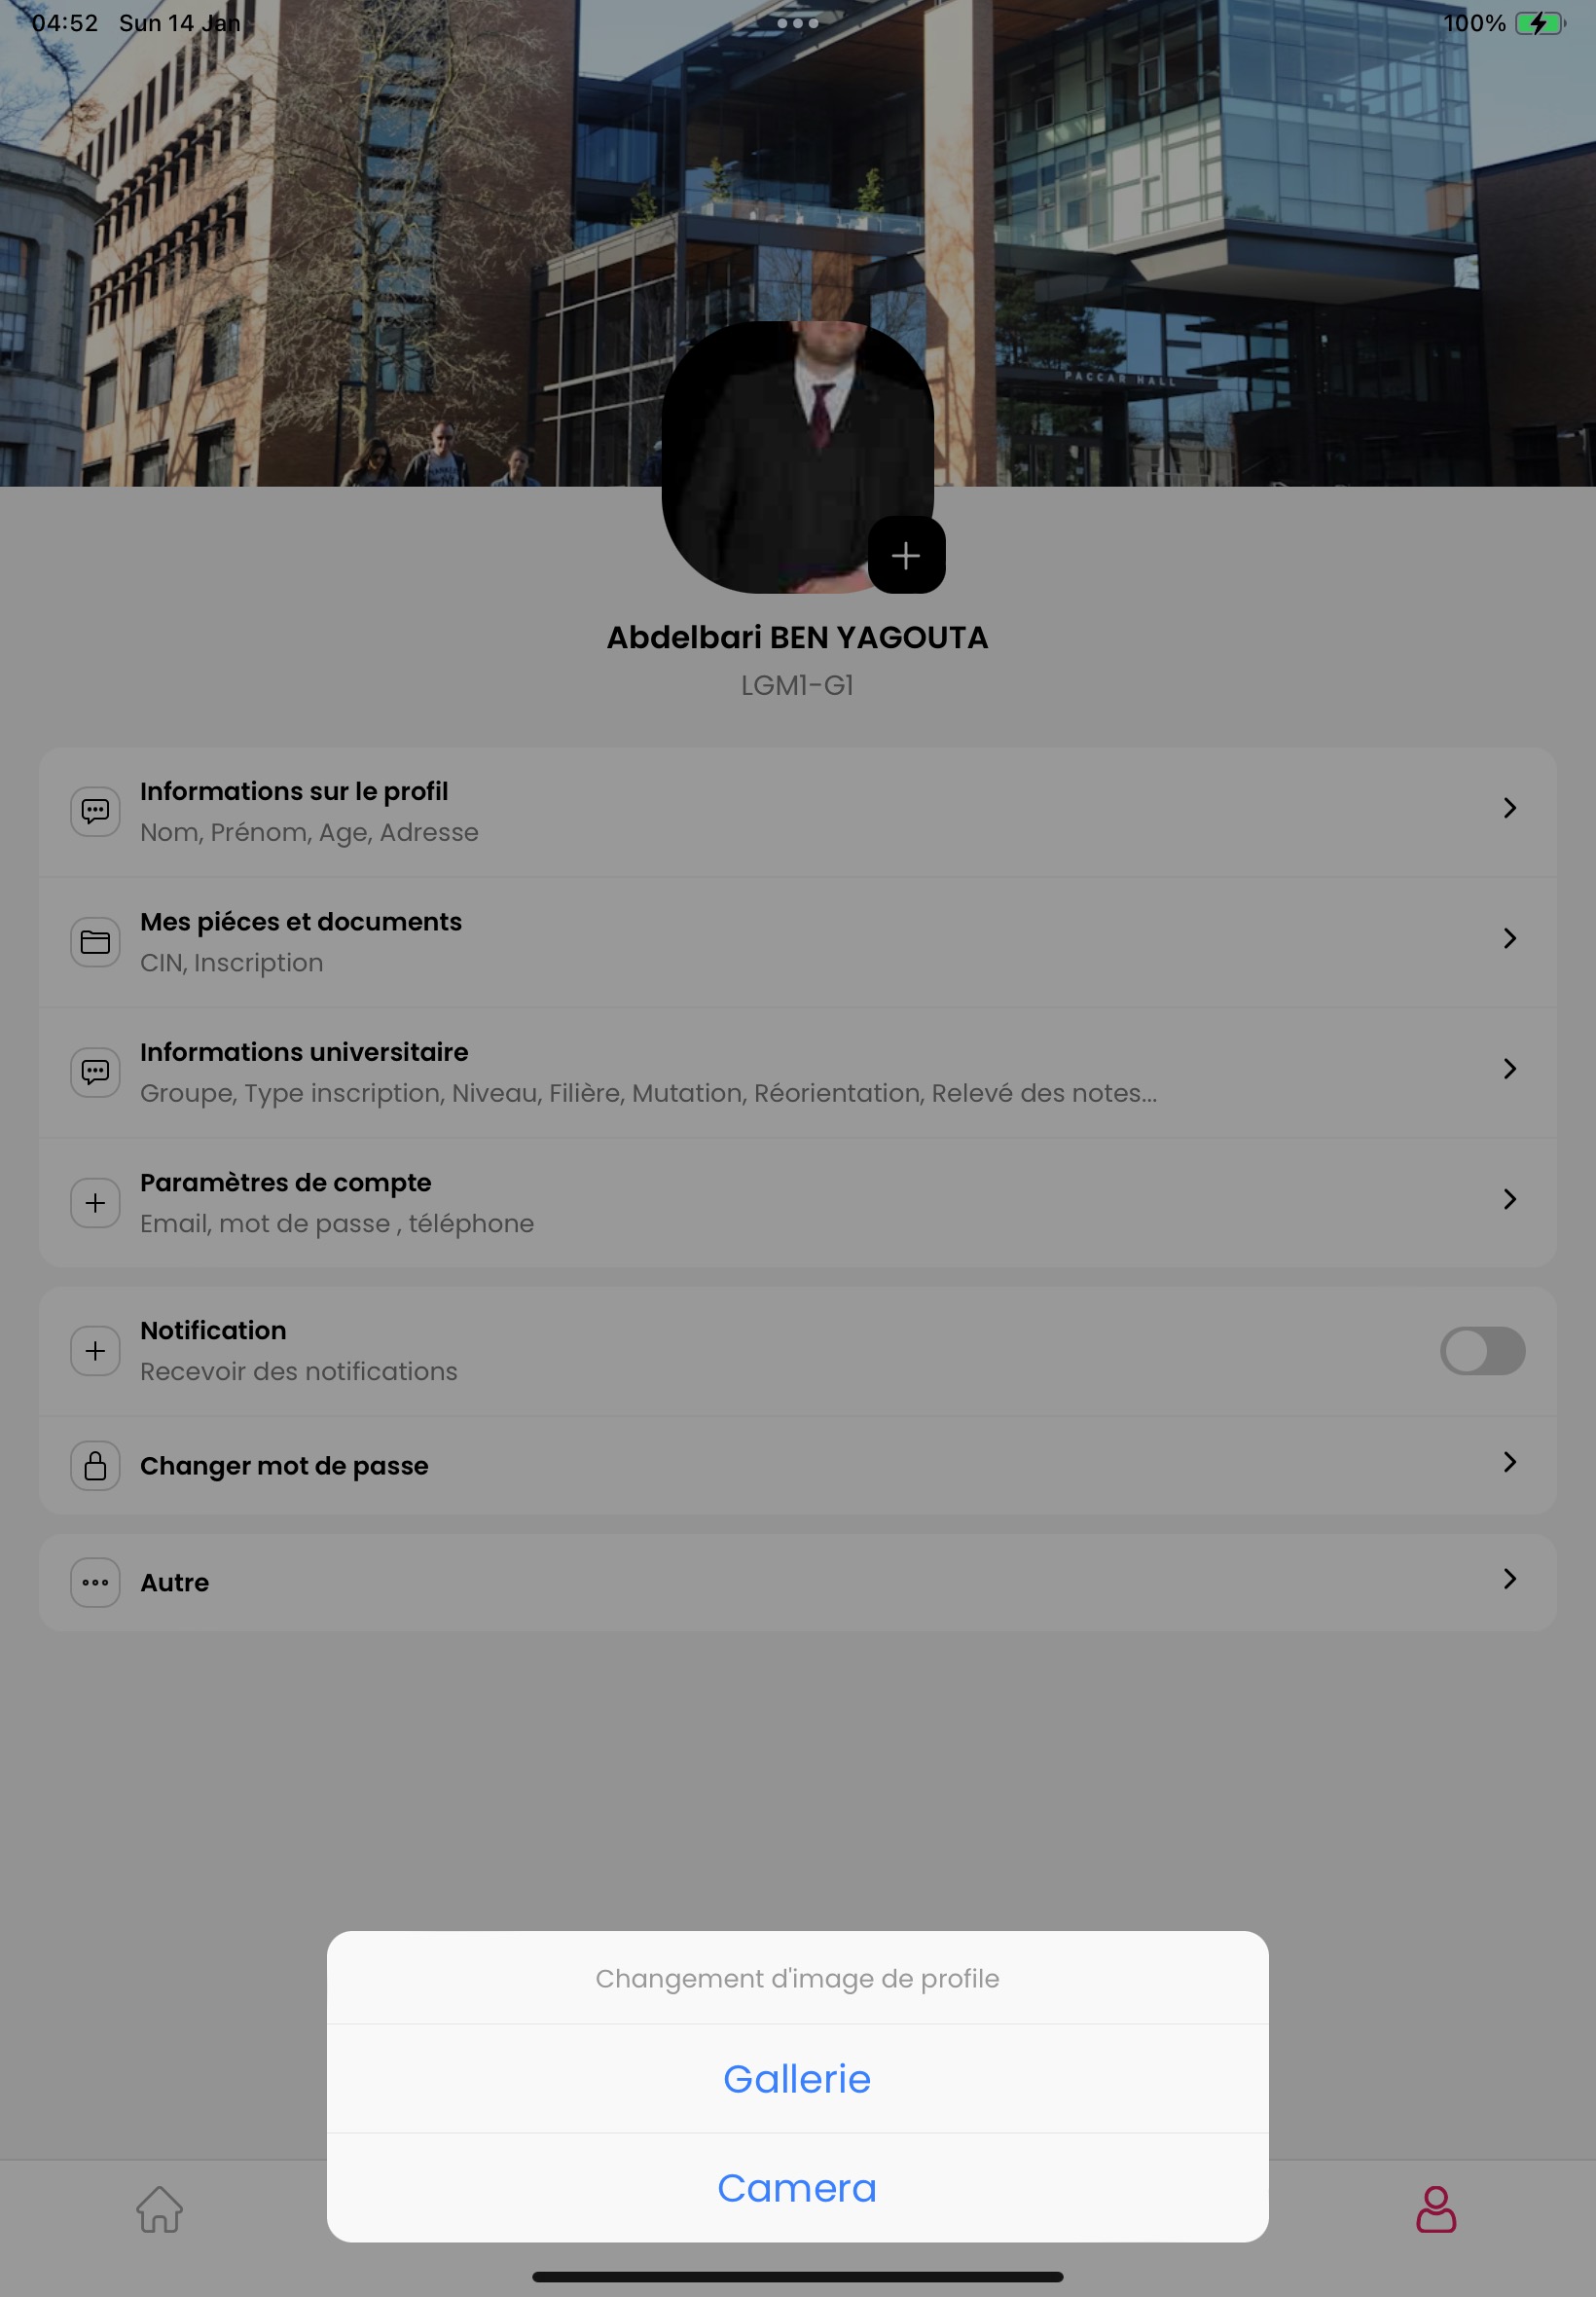 04:52 Sun 14 Jan
100%
PACCAR HALL
Abdelbari BEN YAGOUTA
LGM1-G1
Informations sur le profil
Nom, Prénom, Age, Adresse
Mes piéces et documents
CIN, Inscription
Informations universitaire
Groupe, Type inscription, Niveau, Filière, Mutation, Réorientation, Relevé des notes...
Paramètres de compte
Email, mot de passe , téléphone
Notification
Recevoir des notifications
Changer mot de passe
Autre
Changement d'image de profile
Gallerie
Camera